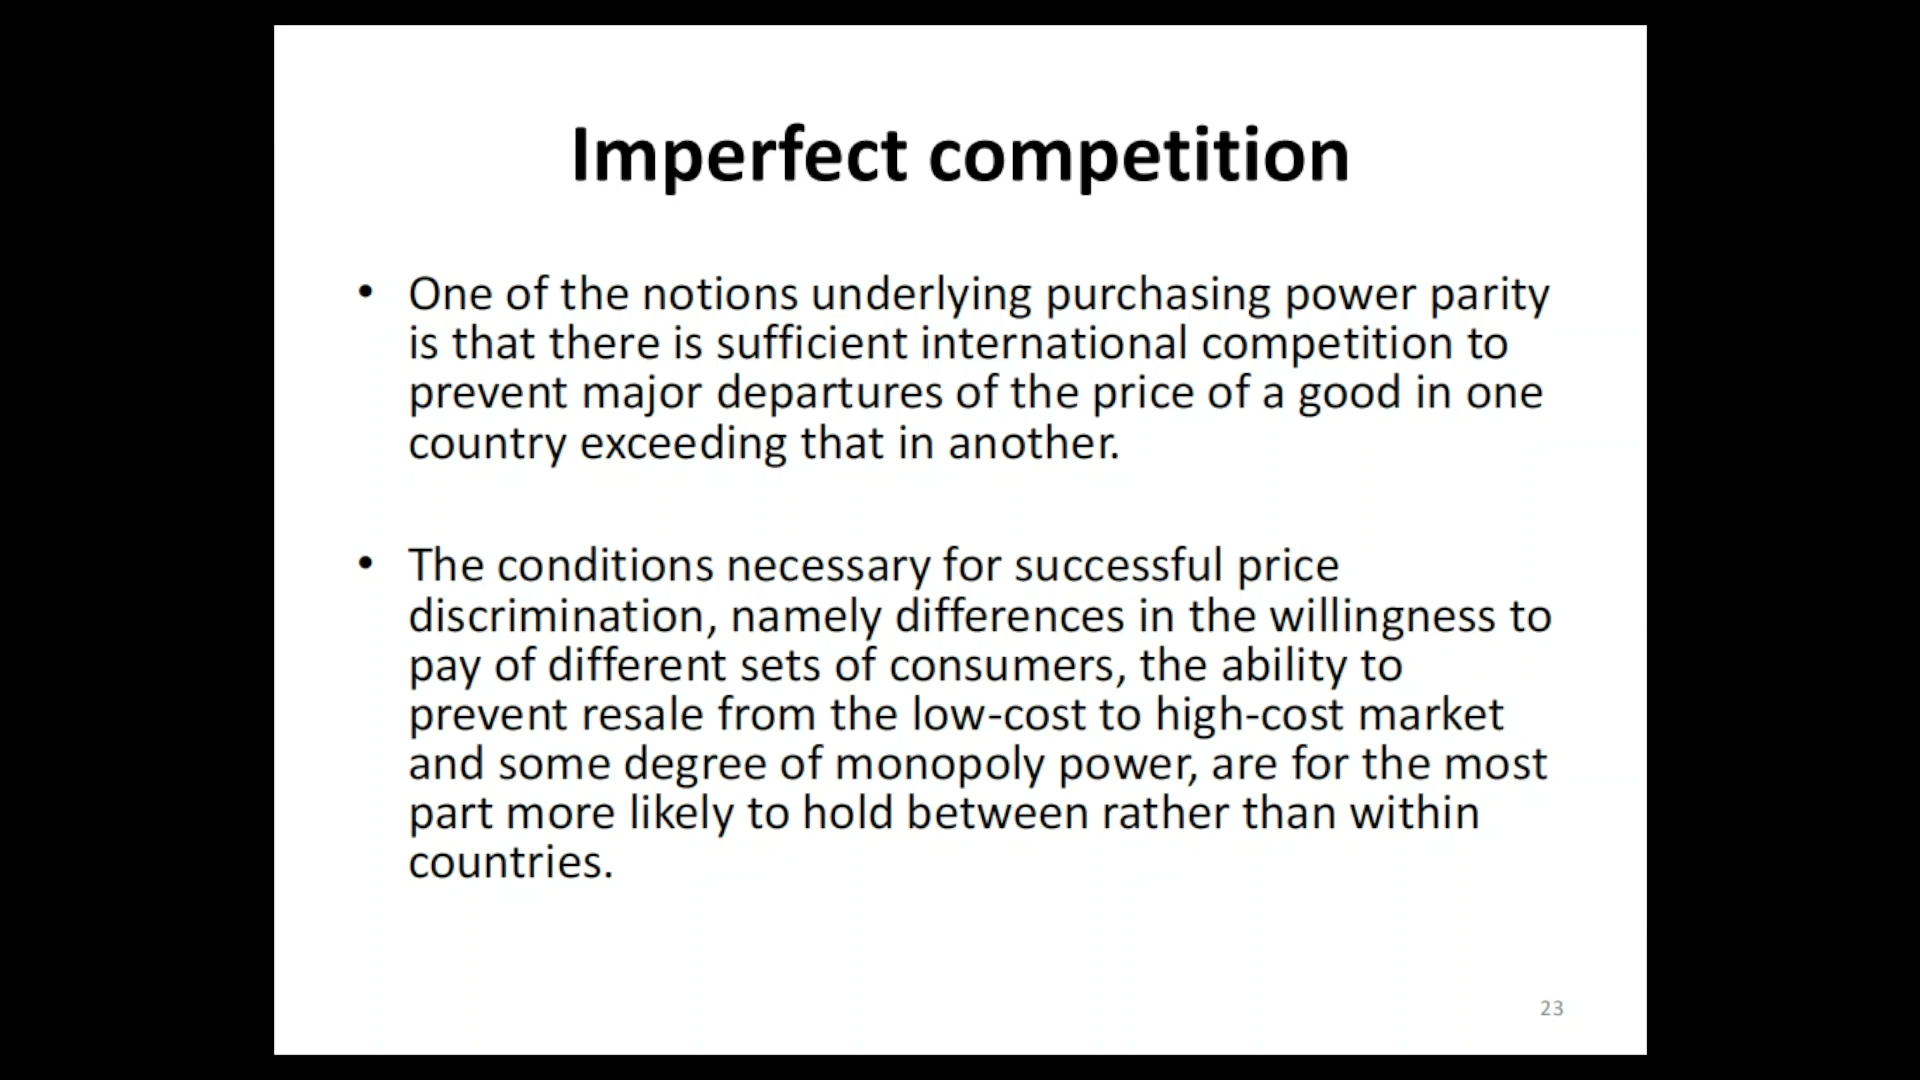 Imperfect competition
• One of the notions underlying purchasing power parity
is that there is sufficient international competition to
prevent major departures of the price of a good in one
country exceeding that in another.
• The conditions necessary for successful price
discrimination, namely differences in the willingness to
pay of different sets of consumers, the ability to
prevent resale from the low-cost to high-cost market
and some degree of monopoly power, are for the most
part more likely to hold between rather than within
countries.
23